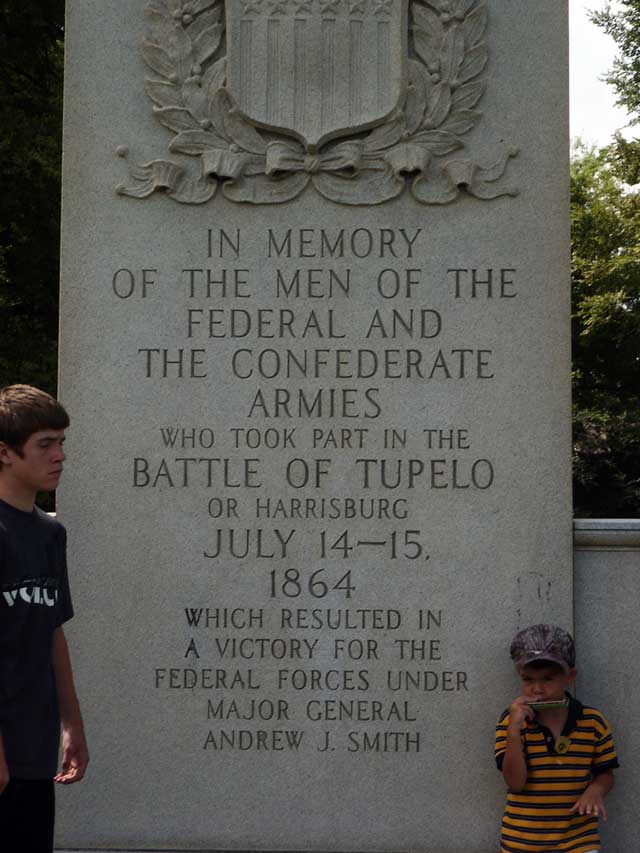 IN MEMORY
OF THE MEN OF THE
FEDERAL AND
THE CONFEDERATE
ARMIES
WHO TOOK PART IN THE
BATTLE OF TUPELO
OR HARRISBURG
JULY 14—15,
1864
WHICH RESULTED IN
A VICTORY FOR THE
FEDERAL FORCES UNDER
MAJOR GENERAL
ANDREW J. SMITH